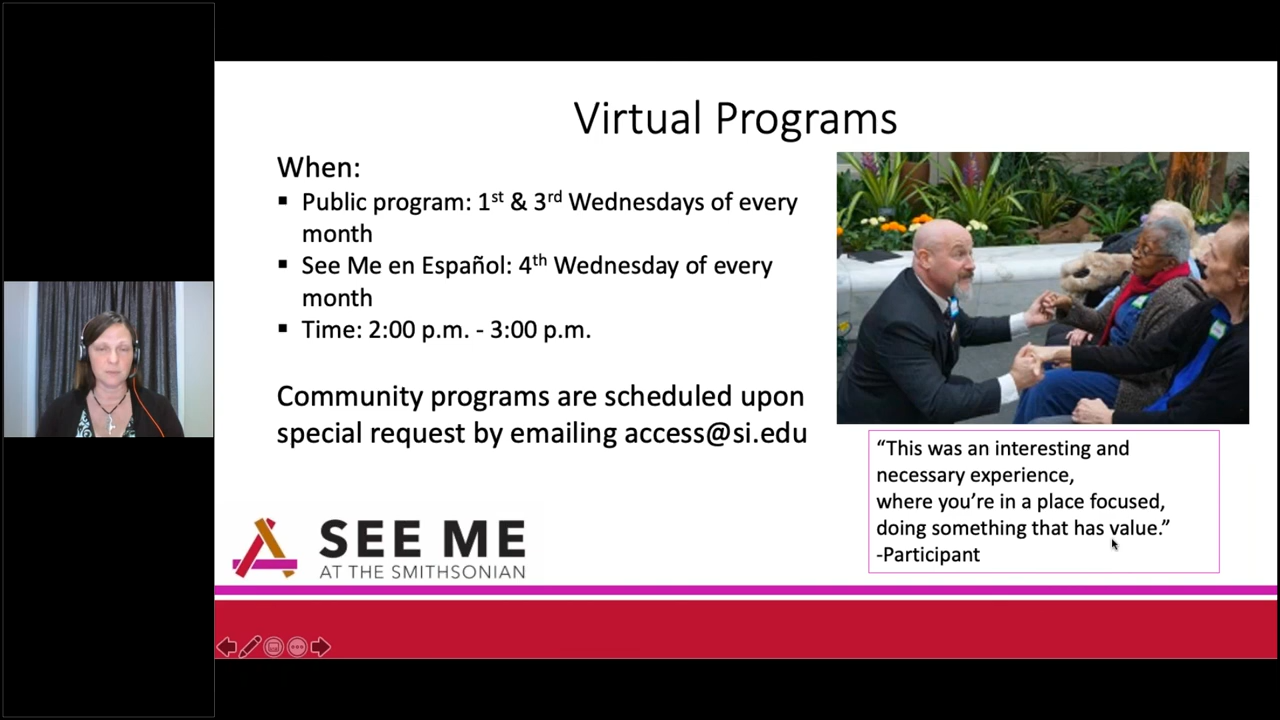 Virtual Programs
When:
▪ Public program: 1st & 3rd Wednesdays of every
month
▪ See Me en Español: 4th Wednesday of every
month
▪ Time: 2:00 p.m. - 3:00 p.m.
Community programs are scheduled upon
special request by emailing access@si.edu
“This was an interesting and
necessary experience,
where you’re in a place focused,
doing something that has value.”
-Participant
SEE ME
AT THE SMITHSONIAN